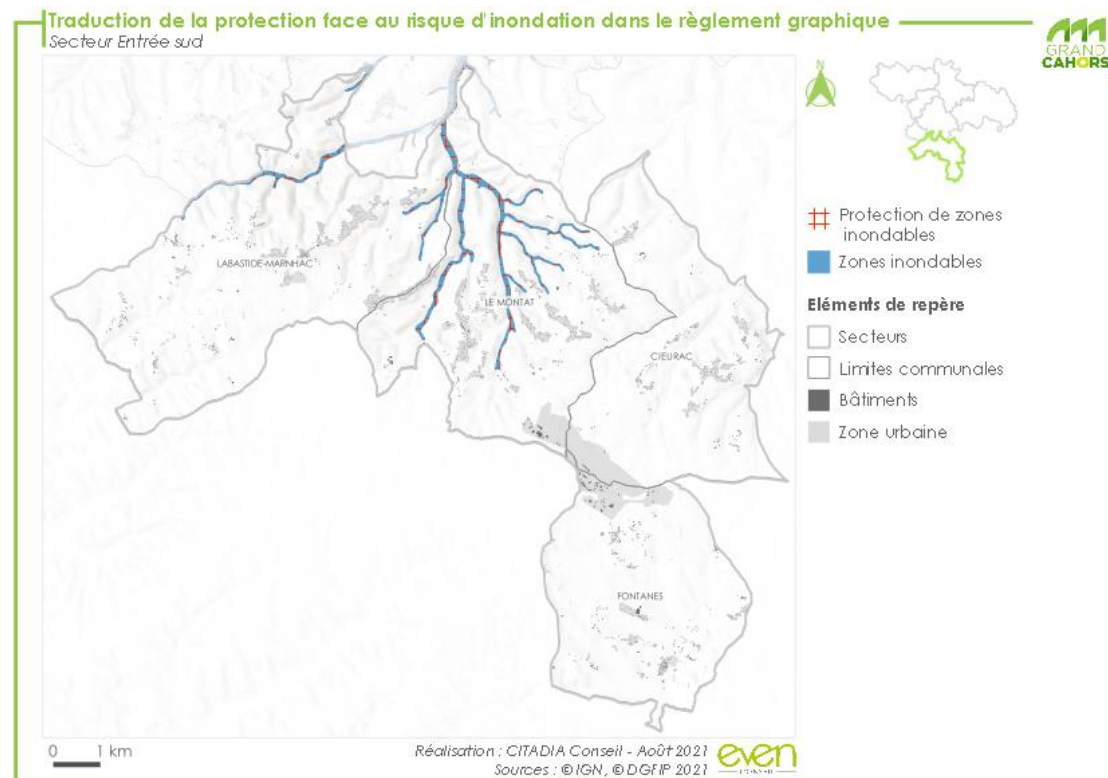 Traduction de la protection face au risque d'inondation dans le règlement graphique
Secteur Entrée sud
GRAND
CAHORS
N
Protection de zones
inondables
Zones inondables
Eléments de repère
Secteurs
Limites communales
Bâtiments
Zone urbaine
LABASTIDE-MARNHAC
LE MONTAT
CIEURAC
FONTANES
0 1 km
Réalisation : CITADIA Conseil - Août 2021
Sources : © IGN, © DGFIP 2021
even
CONSEIL